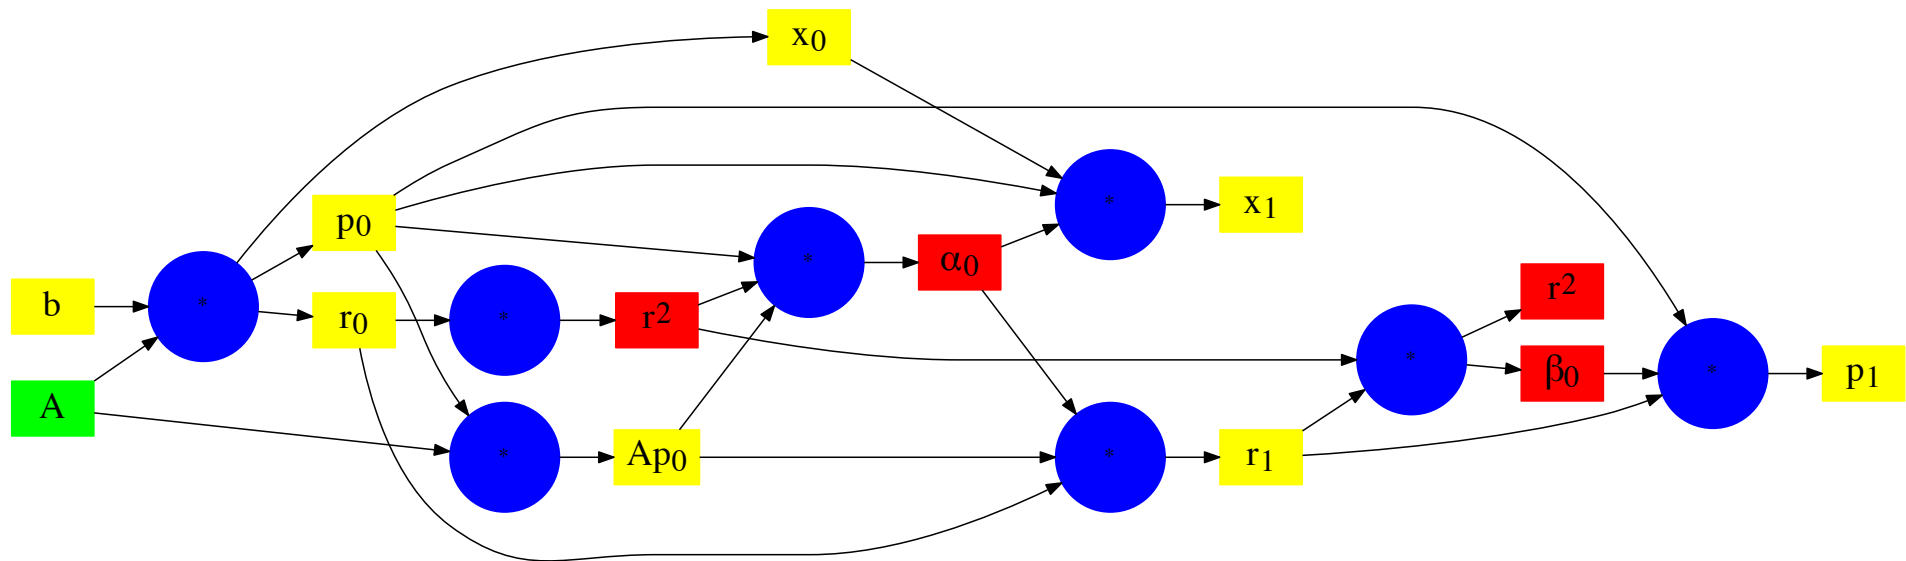 x₀
p₀
*
x₁
*
α₀
r²
b
*
r₀
*
r²
*
β₀
*
p₁
A
*
Ap₀
*
r₁